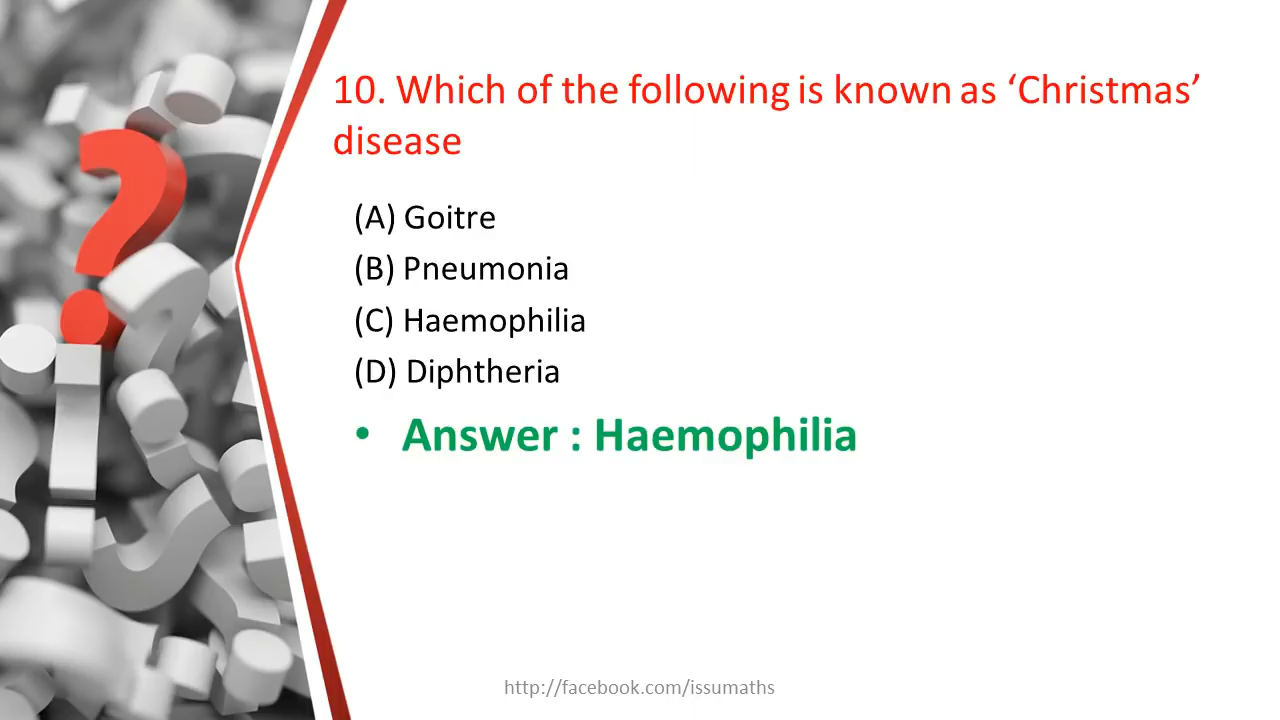 10. Which of the following is known as ‘Christmas’
disease
(A) Goitre
(B) Pneumonia
(C) Haemophilia
(D) Diphtheria
• Answer : Haemophilia
http://facebook.com/issumaths